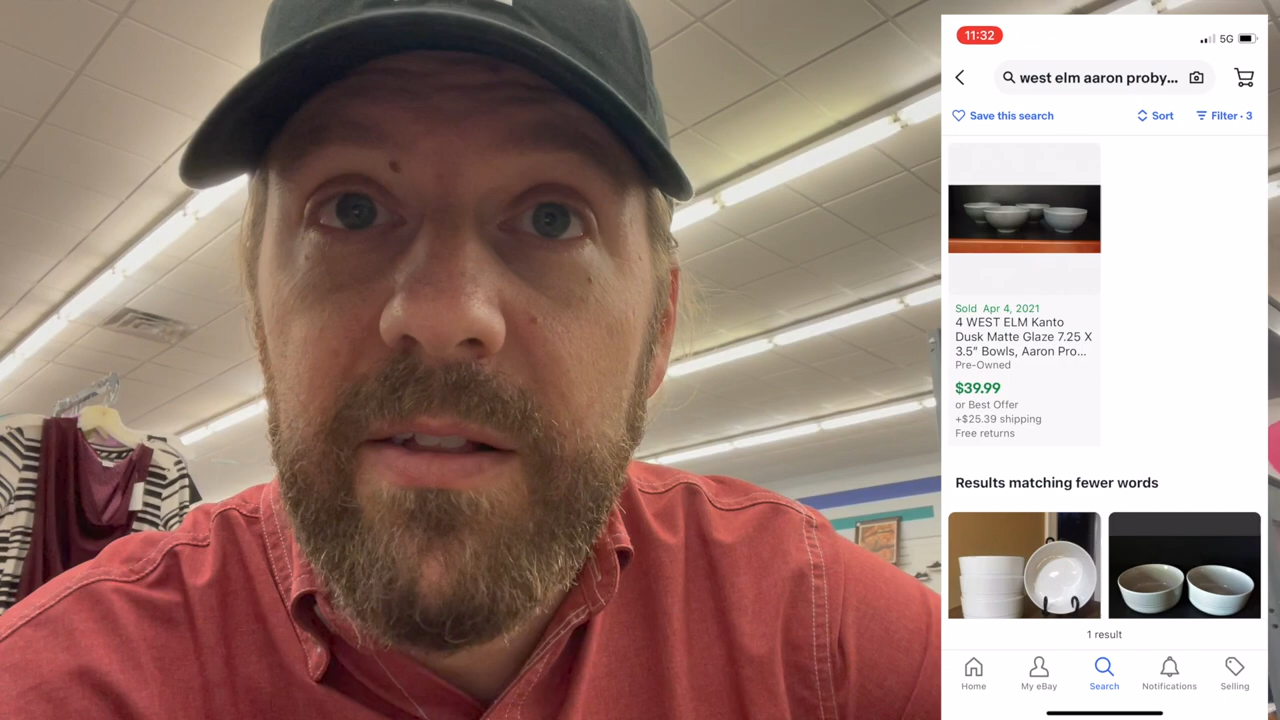 11:32
5G
west elm aaron proby...
Save this search
Sort
Filter · 3
Sold Apr 4, 2021
4 WEST ELM Kanto
Dusk Matte Glaze 7.25 X
3.5” Bowls, Aaron Pro...
Pre-Owned
$39.99
or Best Offer
+$25.39 shipping
Free returns
Results matching fewer words
1 result
Home
My eBay
Search
Notifications
Selling